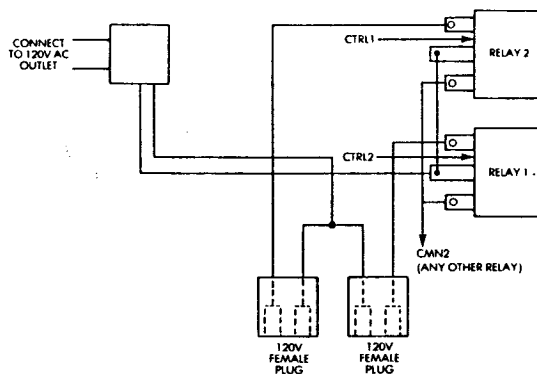 CONNECT
TO 120V AC
OUTLET
CTRL1
RELAY 2
CTRL2
RELAY 1
CMN2
(ANY OTHER RELAY)
120V
FEMALE
PLUG
120V
FEMALE
PLUG